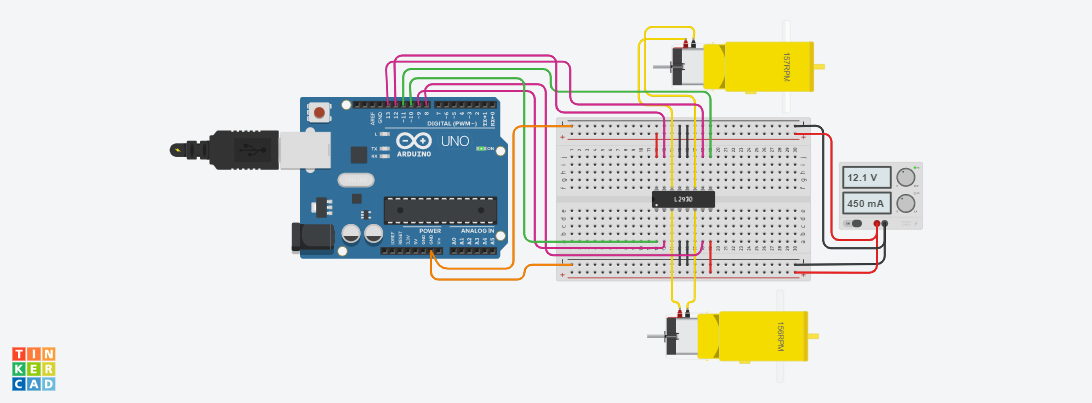 157RPM
AREF
GND
13
12
~11
~10
~9
8
7
~6
~5
4
~3
2
TX→1
RX←0
DIGITAL (PWM~)
L
TX
RX
UNO
ON
ARDUINO
L293D
12.1 V
450 mA
POWER
ANALOG IN
IOREF
RESET
3.3V
5V
GND
GND
Vin
A0
A1
A2
A3
A4
A5
156RPM
TIN
KER
CAD